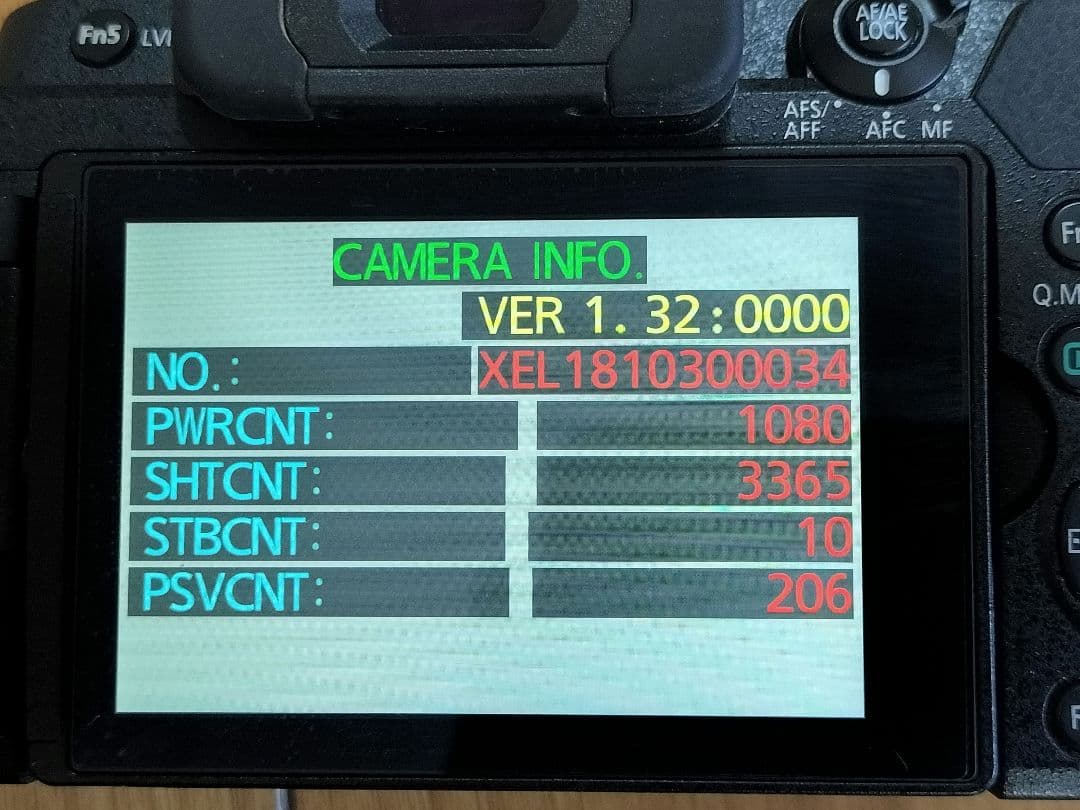 Fn5 LV
AF/AE
LOCK
AFS/
AFF AFC MF
Q.M
CAMERA INFO.
VER 1. 32:0000
NO.: XEL1810300034
PWRCNT: 1080
SHTCNT: 3365
STBCNT: 10
PSVCNT: 206